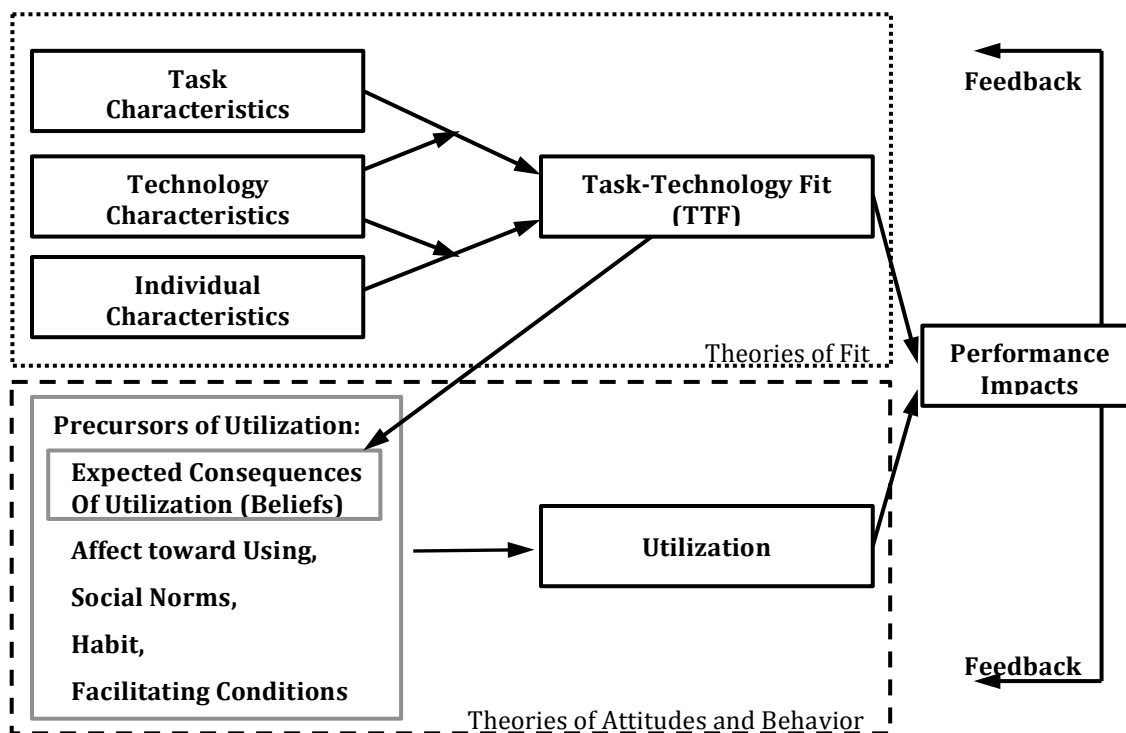 Task
Characteristics
Feedback
Technology
Characteristics
Task-Technology Fit
(TTF)
Individual
Characteristics
Theories of Fit
Performance
Impacts
Precursors of Utilization:
Expected Consequences
Of Utilization (Beliefs)
Affect toward Using,
Social Norms,
Habit,
Facilitating Conditions
Utilization
Feedback
Theories of Attitudes and Behavior